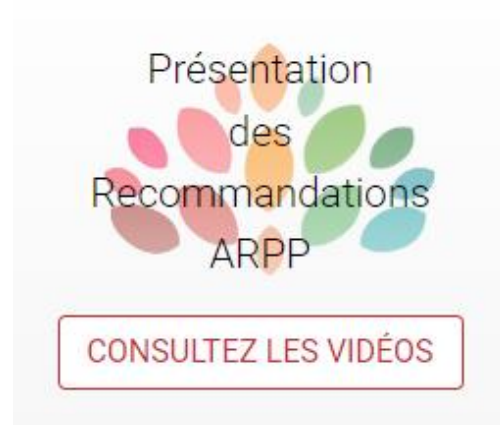 Présentation
des
Recommandations
ARPP
CONSULTEZ LES VIDÉOS